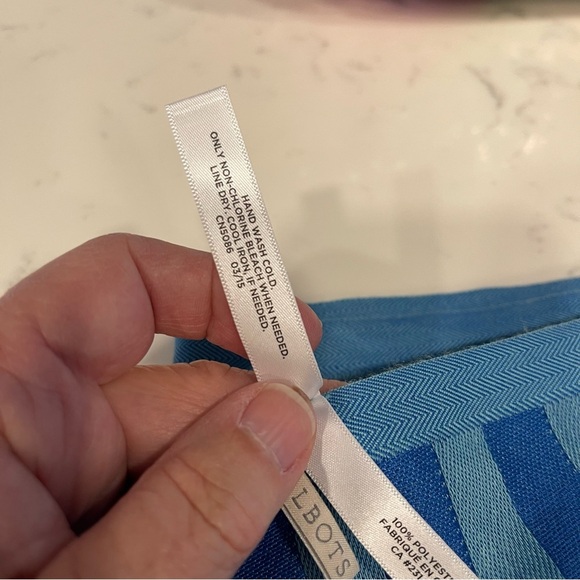 HAND WASH COLD.
ONLY NON-CHLORINE BLEACH WHEN NEEDED.
LINE DRY. COOL IRON, IF NEEDED.
CN5086 03/15
LBOTS
100% POLYEST
FABRIQUÉ EN
CA #231